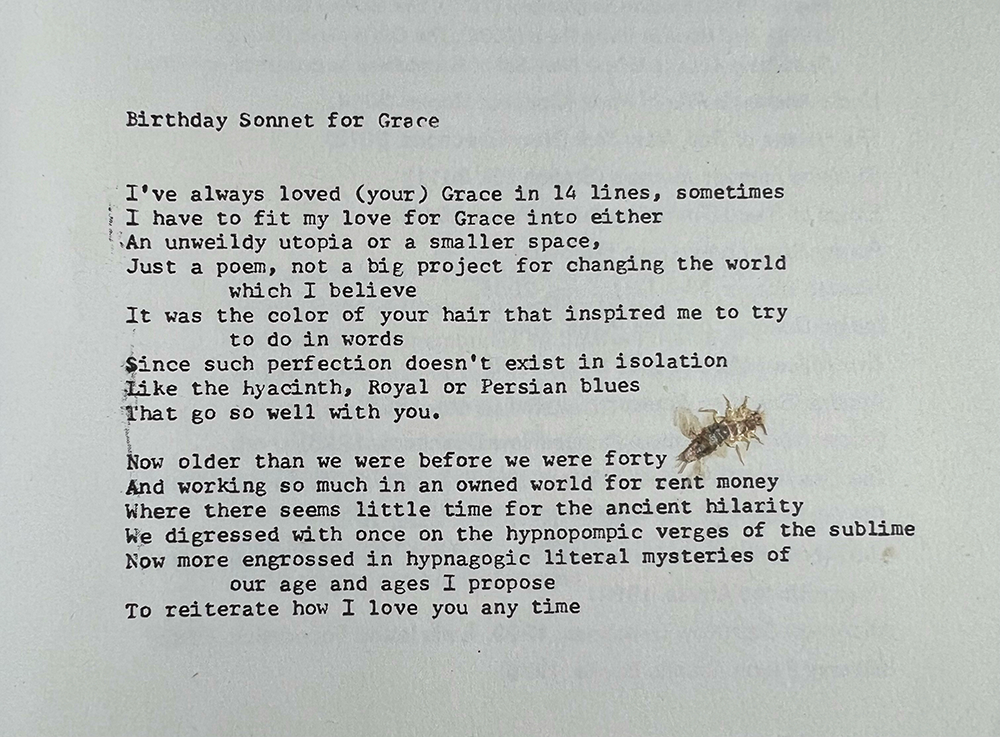 Birthday Sonnet for Grace
I've always loved (your) Grace in 14 lines, sometimes
I have to fit my love for Grace into either
An unweildy utopia or a smaller space,
Just a poem, not a big project for changing the world
which I believe
It was the color of your hair that inspired me to try
to do in words
Since such perfection doesn't exist in isolation
Like the hyacinth, Royal or Persian blues
That go so well with you.
Now older than we were before we were forty
And working so much in an owned world for rent money
Where there seems little time for the ancient hilarity
We digressed with once on the hypnopompic verges of the sublime
Now more engrossed in hypnagogic literal mysteries of
our age and ages I propose
To reiterate how I love you any time